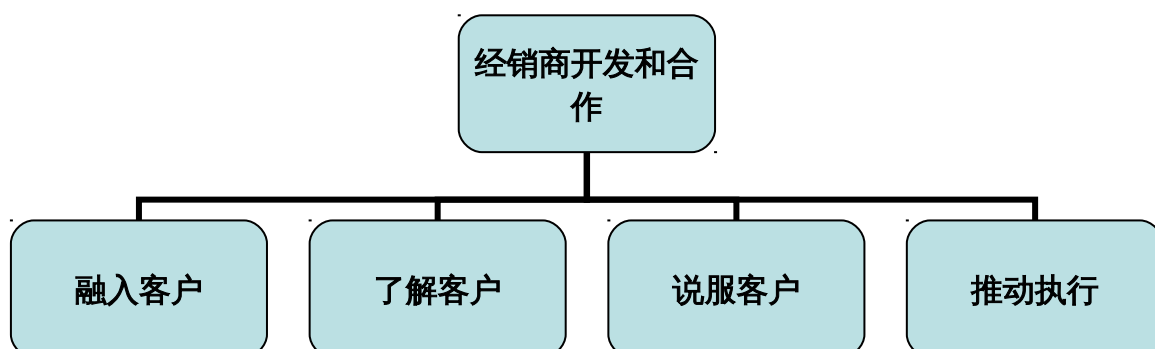 经销商开发和合
作
融入客户
了解客户
说服客户
推动执行